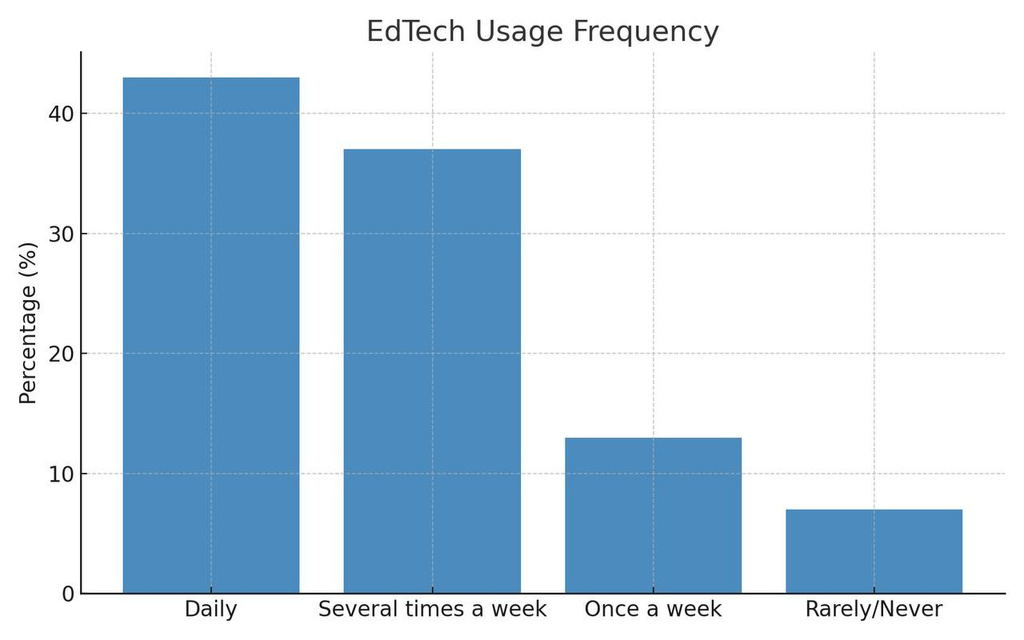 EdTech Usage Frequency
Percentage (%)
40
30
20
10
0
Daily
Several times a week
Once a week
Rarely/Never